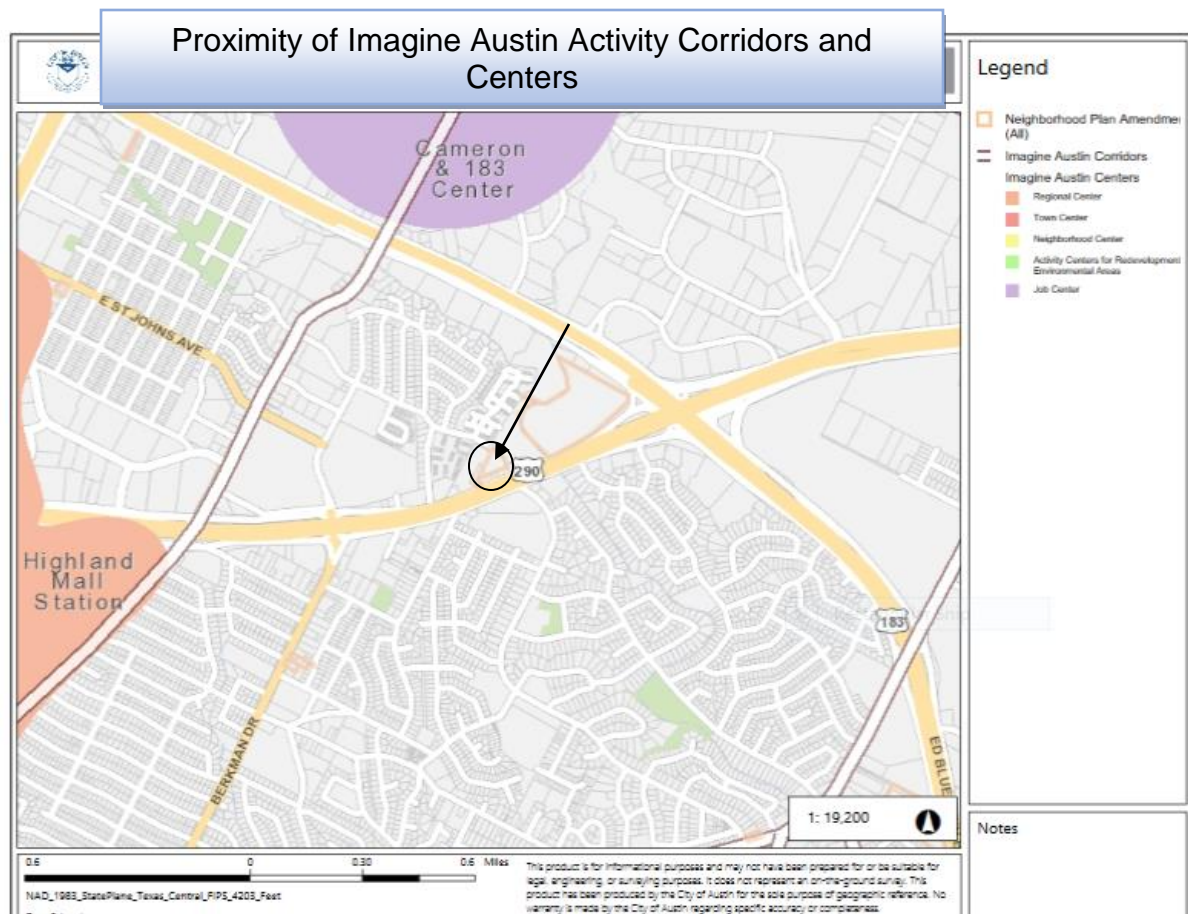 Proximity of Imagine Austin Activity Corridors and
Centers
Legend
Neighborhood Plan Amendme
(All)
Imagine Austin Corridors
Imagine Austin Centers
Regional Center
Town Center
Neighborhood Center
Activity Centers for Redevelopment
Environmental Areas
Job Center
Cameron
& 183
Center
E ST JOHNS AVE
290
Highland
Mall
Station
183
BERKMAN DR
ED BLUE
1: 19,200
Notes
0.6 0 0.30 0.6 Miles
NAD_1983_StatePlane_Texas_Central_FIPS_4203_Feet
This product is for informational purposes and may not have been prepared for or be suitable for
legal, engineering, or surveying purposes. It does not represent an on-the-ground survey. This
product has been produced by the City of Austin for the sole purpose of geographic reference. No
warranty is made by the City of Austin regarding specific accuracy or completeness.